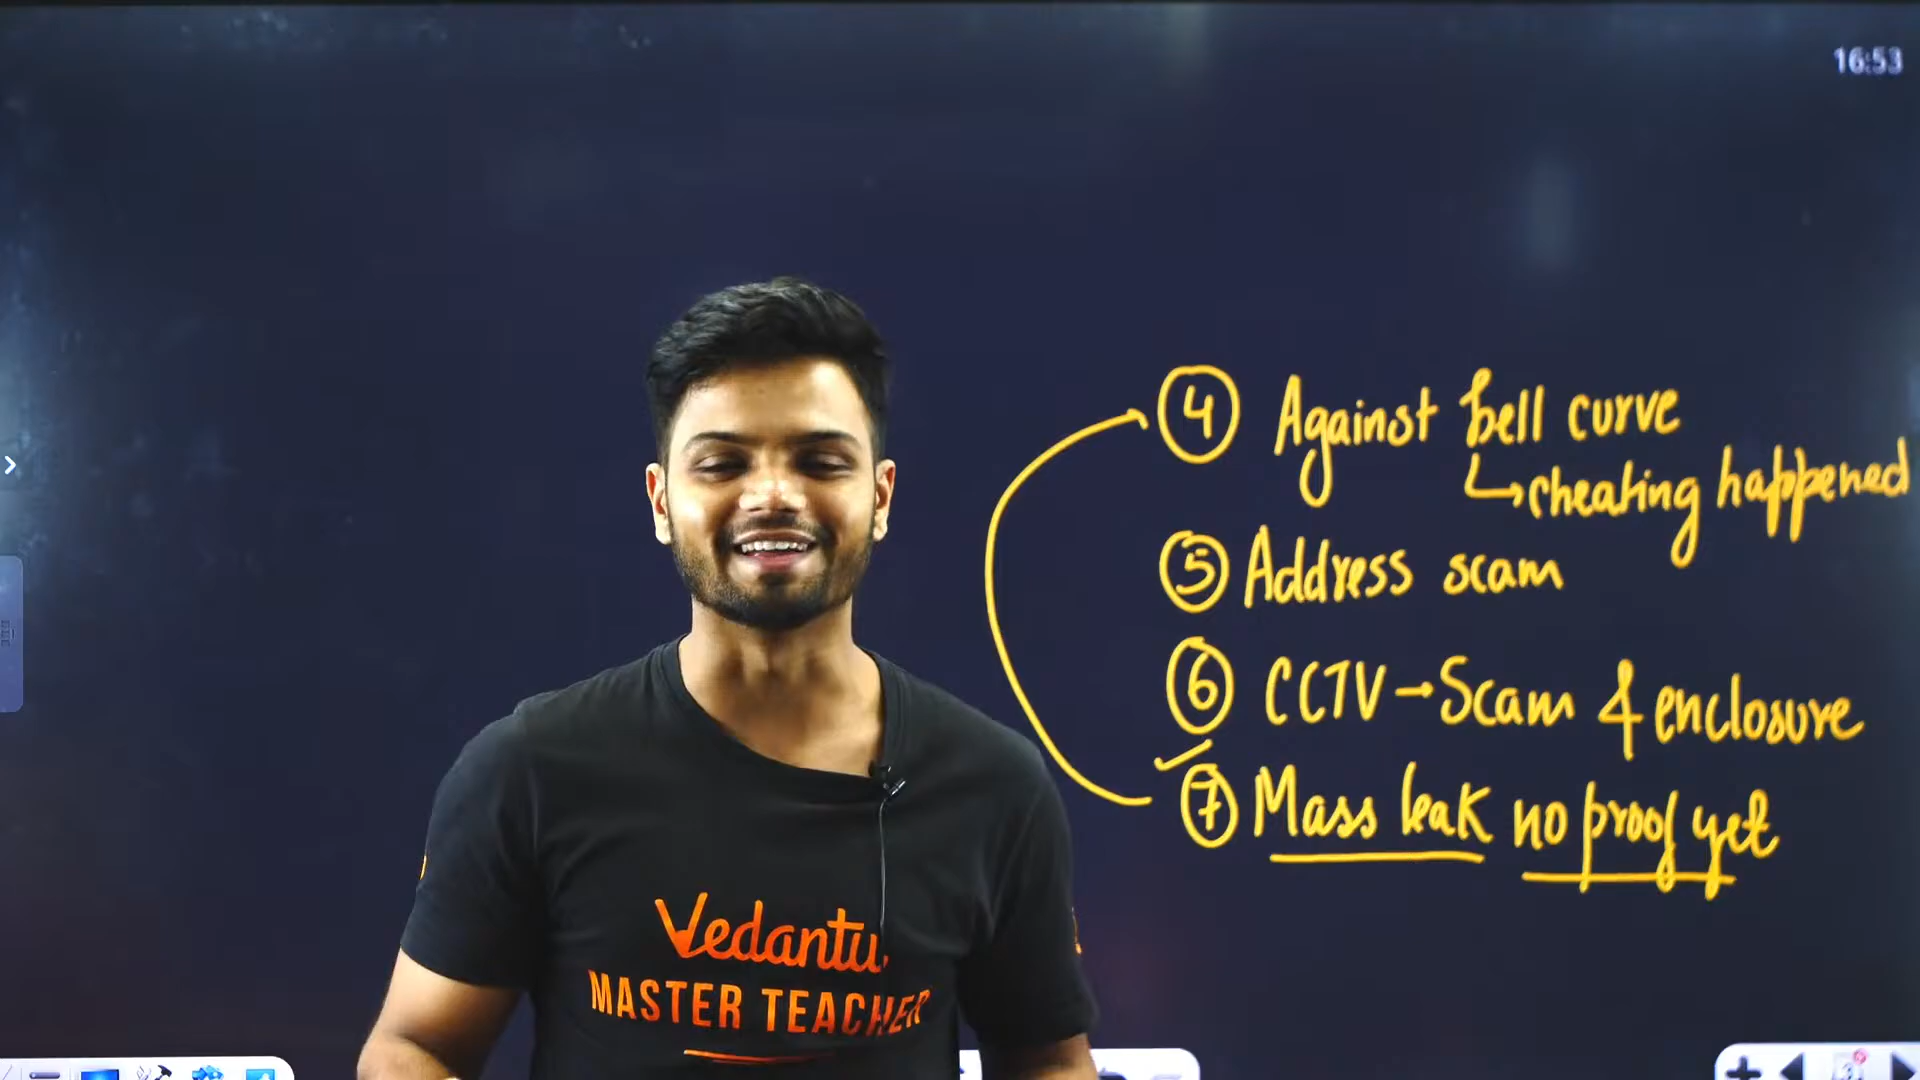 16:53
④ Against bell curve
↳ cheating happened
⑤ Address scam
⑥ CCTV → Scam & enclosure
⑦ Mass leak no proof yet
Vedantu
MASTER TEACHER